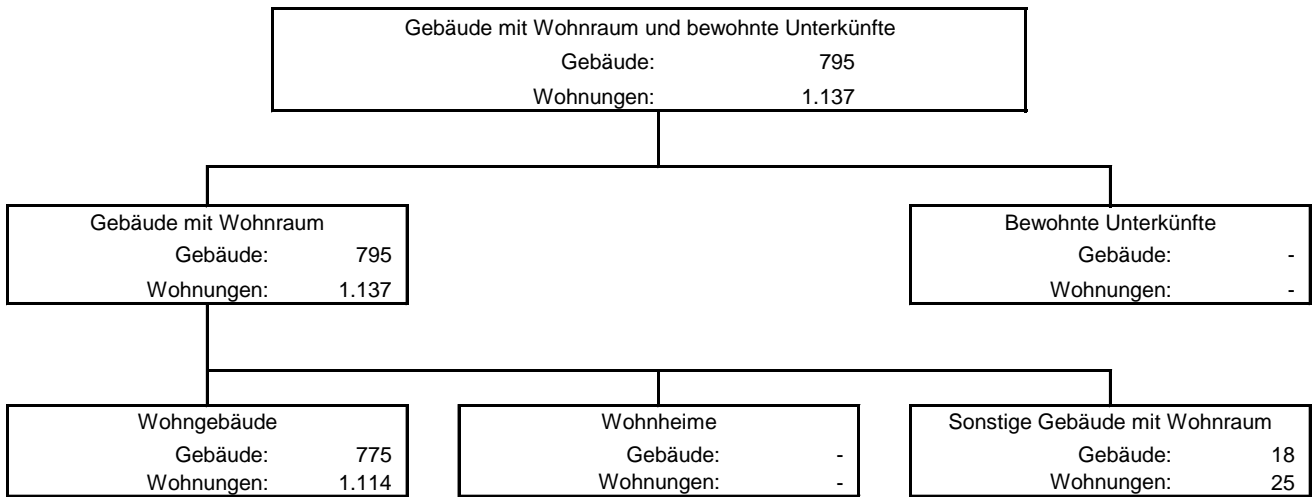 Gebäude mit Wohnraum und bewohnte Unterkünfte
Gebäude: 795
Wohnungen: 1.137
Gebäude mit Wohnraum
Gebäude: 795
Wohnungen: 1.137
Bewohnte Unterkünfte
Gebäude: -
Wohnungen: -
Wohngebäude
Gebäude: 775
Wohnungen: 1.114
Wohnheime
Gebäude: -
Wohnungen: -
Sonstige Gebäude mit Wohnraum
Gebäude: 18
Wohnungen: 25